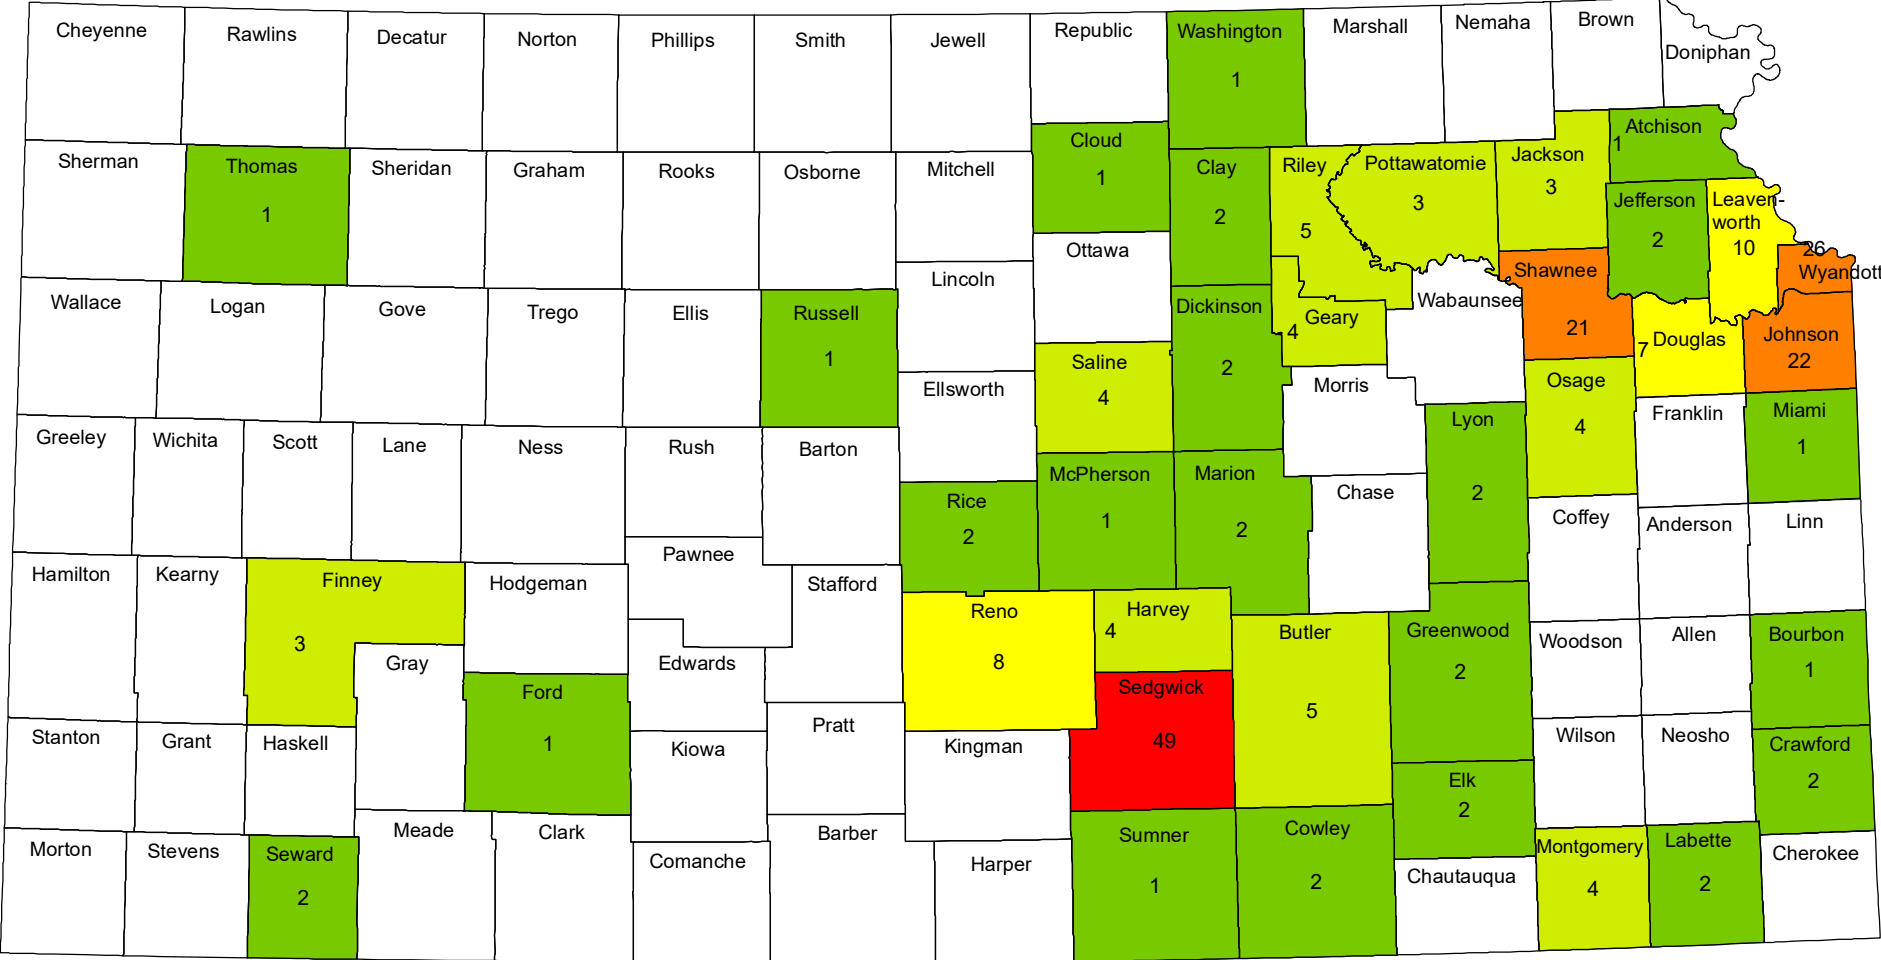 Cheyenne
Rawlins
Decatur
Norton
Phillips
Smith
Jewell
Republic
Washington
1
Marshall
Nemaha
Brown
Doniphan
Sherman
Thomas
1
Sheridan
Graham
Rooks
Osborne
Mitchell
Cloud
1
Clay
2
Riley
5
Pottawatomie
3
Jackson
3
Atchison
1
Jefferson
2
Leaven-
worth
10
26
Wyandott
Wallace
Logan
Gove
Trego
Ellis
Russell
1
Lincoln
Ottawa
Dickinson
2
Geary
4
Wabaunsee
Shawnee
21
Douglas
7
Johnson
22
Saline
4
Ellsworth
Morris
Osage
4
Franklin
Miami
1
Greeley
Wichita
Scott
Lane
Ness
Rush
Barton
Rice
2
McPherson
1
Marion
2
Chase
Lyon
2
Coffey
Anderson
Linn
Hamilton
Kearny
Finney
3
Hodgeman
Pawnee
Stafford
Reno
8
Harvey
4
Butler
5
Greenwood
2
Woodson
Allen
Bourbon
1
Gray
Ford
1
Edwards
Sedgwick
49
Stanton
Grant
Haskell
Kiowa
Pratt
Kingman
Elk
2
Wilson
Neosho
Crawford
2
Morton
Stevens
Seward
2
Meade
Clark
Comanche
Barber
Harper
Sumner
1
Cowley
2
Chautauqua
Montgomery
4
Labette
2
Cherokee